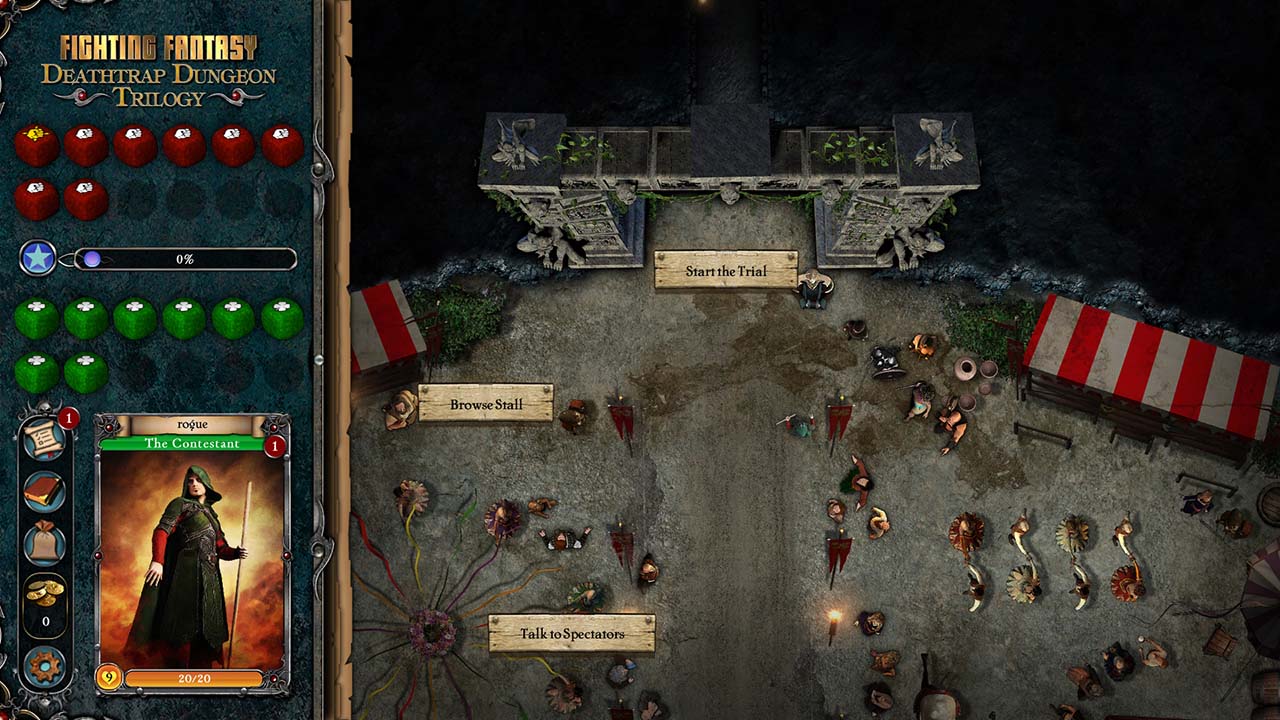 FIGHTING FANTASY
DEATHTRAP DUNGEON
TRILOGY
0%
1
rogue
The Contestant
1
0
9
20/20
Start the Trial
Browse Stall
Talk to Spectators